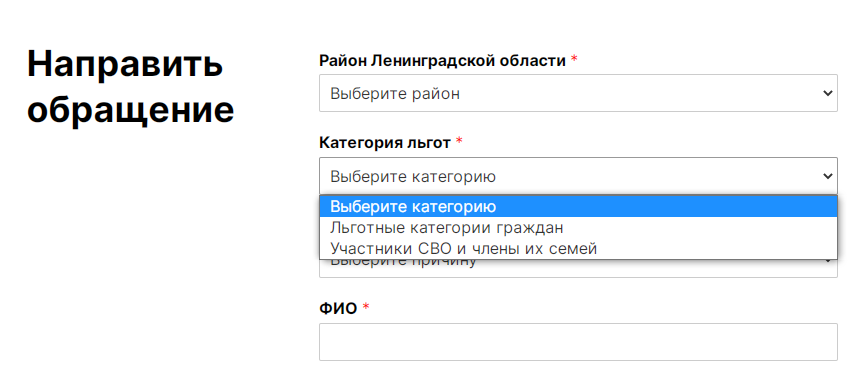 Направить
обращение
Район Ленинградской области *
Выберите район
Категория льгот *
Выберите категорию
Выберите категорию
Льготные категории граждан
Участники СВО и члены их семей
Выберите причину
ФИО *